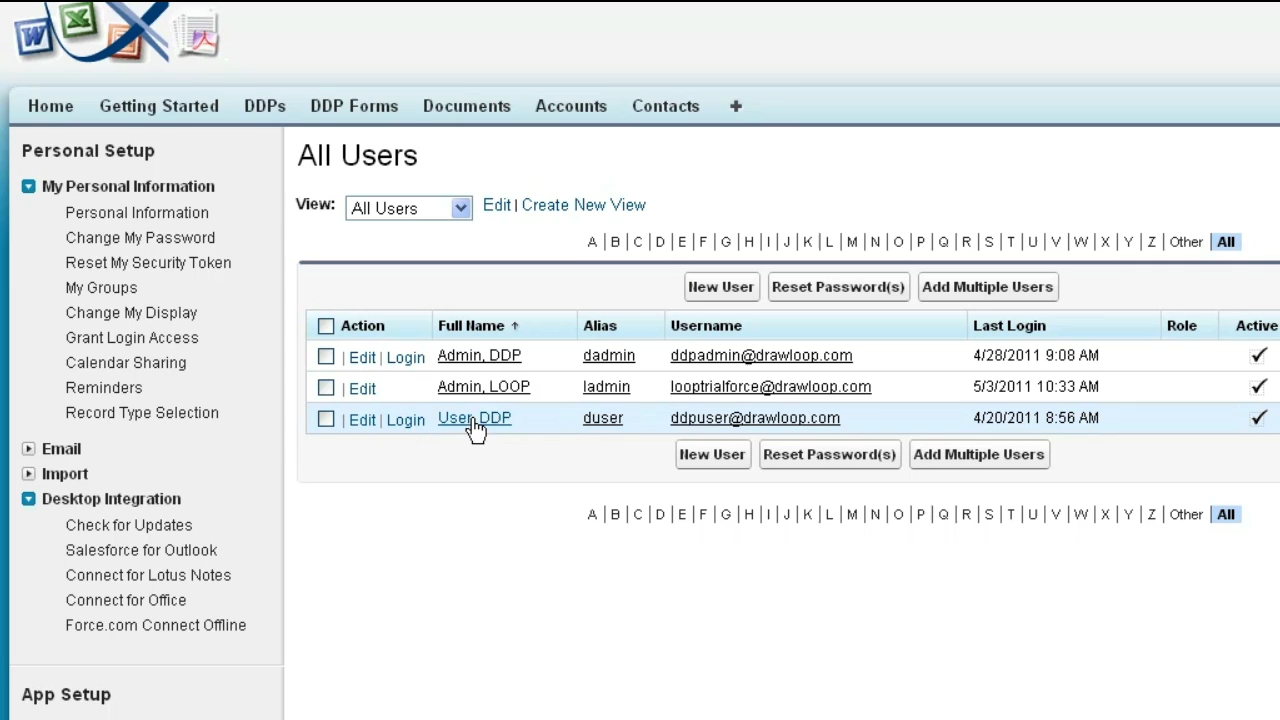 Home Getting Started DDPs DDP Forms Documents Accounts Contacts +
Personal Setup
My Personal Information
Personal Information
Change My Password
Reset My Security Token
My Groups
Change My Display
Grant Login Access
Calendar Sharing
Reminders
Record Type Selection
Email
Import
Desktop Integration
Check for Updates
Salesforce for Outlook
Connect for Lotus Notes
Connect for Office
Force.com Connect Offline
App Setup
All Users
View: All Users Edit | Create New View
A | B | C | D | E | F | G | H | I | J | K | L | M | N | O | P | Q | R | S | T | U | V | W | X | Y | Z | Other | All
New User Reset Password(s) Add Multiple Users
Action Full Name ↑ Alias Username Last Login Role Active
| Edit | Login Admin, DDP dadmin ddpadmin@drawloop.com 4/28/2011 9:08 AM ✓
| Edit Admin, LOOP ladmin looptrialforce@drawloop.com 5/3/2011 10:33 AM ✓
| Edit | Login User, DDP duser ddpuser@drawloop.com 4/20/2011 8:56 AM ✓
New User Reset Password(s) Add Multiple Users
A | B | C | D | E | F | G | H | I | J | K | L | M | N | O | P | Q | R | S | T | U | V | W | X | Y | Z | Other | All